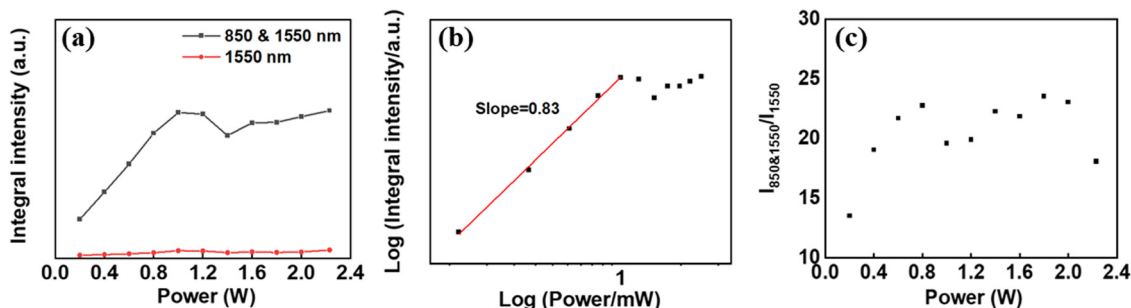 (a)
850 & 1550 nm
1550 nm
Integral intensity (a.u.)
0.0 0.4 0.8 1.2 1.6 2.0 2.4
Power (W)
(b)
Slope=0.83
Log (Integral intensity/a.u.)
1
Log (Power/mW)
(c)
I850&1550/I1550
30
25
20
15
10
0.0 0.4 0.8 1.2 1.6 2.0 2.4
Power (W)